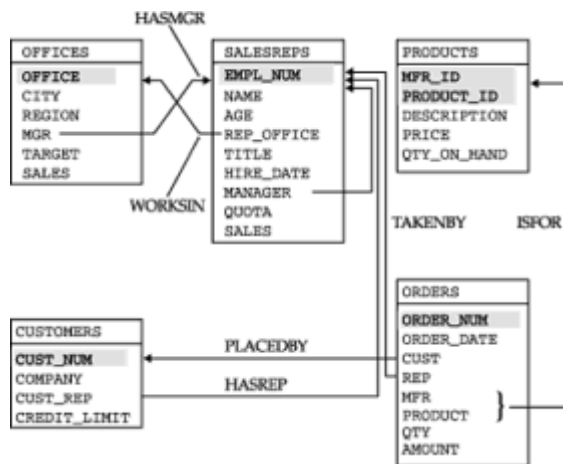 HASMGR
OFFICES
OFFICE
CITY
REGION
MGR
TARGET
SALES
SALESREPS
EMPL_NUM
NAME
AGE
REP_OFFICE
TITLE
HIRE_DATE
MANAGER
QUOTA
SALES
PRODUCTS
MFR_ID
PRODUCT_ID
DESCRIPTION
PRICE
QTY_ON_HAND
WORKSIN
TAKENBY
ISFOR
CUSTOMERS
CUST_NUM
COMPANY
CUST_REP
CREDIT_LIMIT
PLACEDBY
HASREP
ORDERS
ORDER_NUM
ORDER_DATE
CUST
REP
MFR
PRODUCT
QTY
AMOUNT